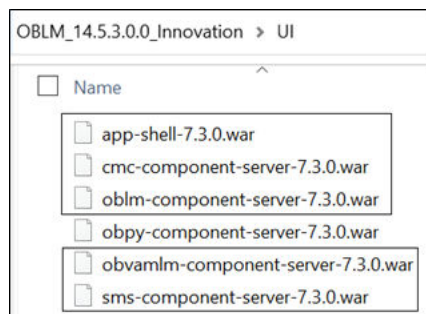 OBLM_14.5.3.0.0_Innovation > UI
Name
app-shell-7.3.0.war
cmc-component-server-7.3.0.war
oblm-component-server-7.3.0.war
obpy-component-server-7.3.0.war
obvamlm-component-server-7.3.0.war
sms-component-server-7.3.0.war